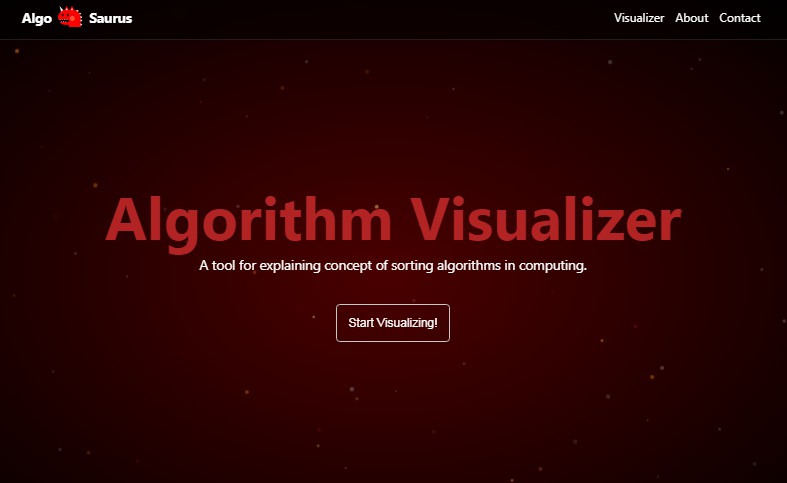 Algo Saurus Visualizer About Contact
Algorithm Visualizer
A tool for explaining concept of sorting algorithms in computing.
Start Visualizing!